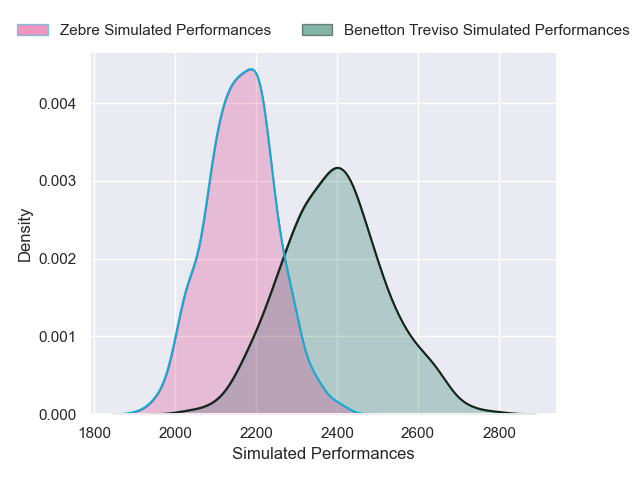 Zebre Simulated Performances Benetton Treviso Simulated Performances
0.004
0.003
0.002
0.001
0.000
Density
1800 2000 2200 2400 2600 2800
Simulated Performances